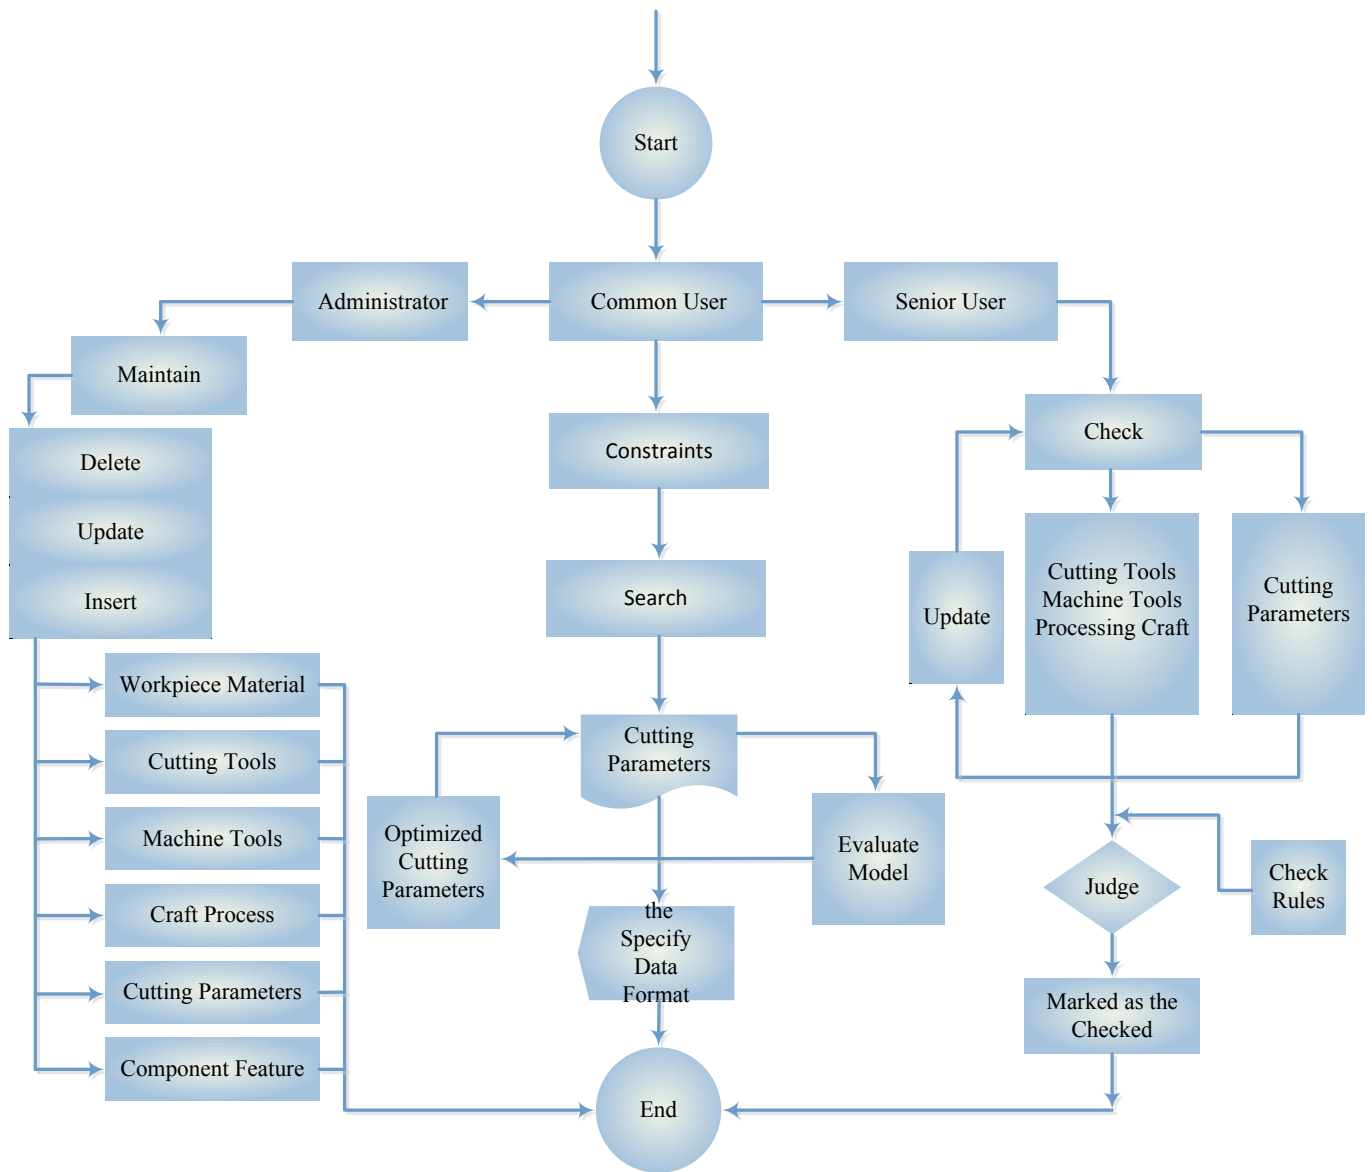 Start
Administrator
Common User
Senior User
Maintain
Delete
Update
Insert
Workpiece Material
Cutting Tools
Machine Tools
Craft Process
Cutting Parameters
Component Feature
Constraints
Search
Cutting
Parameters
Optimized
Cutting
Parameters
Evaluate
Model
the
Specify
Data
Format
End
Check
Update
Cutting Tools
Machine Tools
Processing Craft
Cutting
Parameters
Judge
Check
Rules
Marked as the
Checked